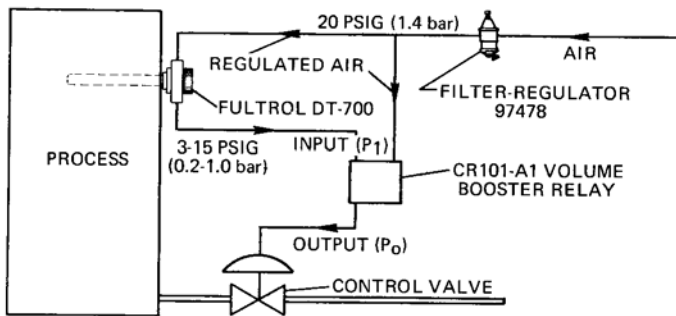 20 PSIG (1.4 bar)
REGULATED AIR
AIR
FILTER-REGULATOR
97478
FULTROL DT-700
PROCESS
3-15 PSIG
(0.2-1.0 bar)
INPUT (P1)
CR101-A1 VOLUME
BOOSTER RELAY
OUTPUT (Po)
CONTROL VALVE